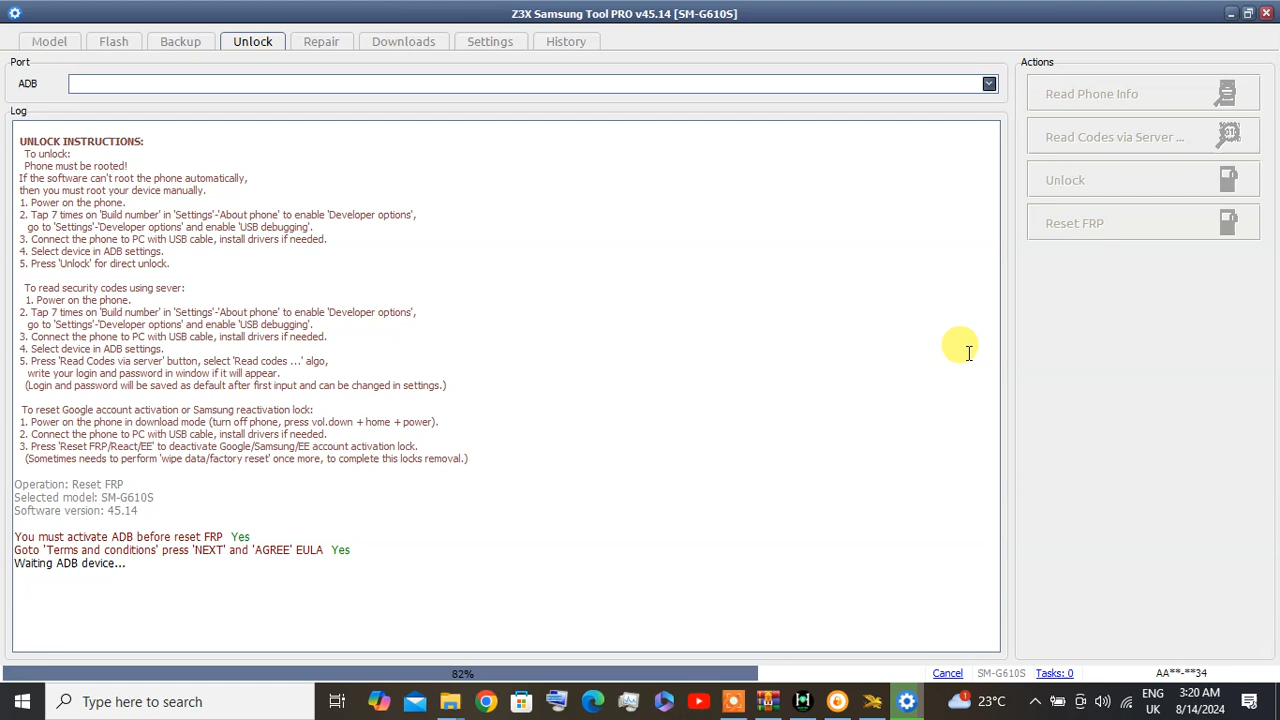 Z3X Samsung Tool PRO v45.14 [SM-G610S]
Model
Flash
Backup
Unlock
Repair
Downloads
Settings
History
Port
ADB
Actions
Read Phone Info
Read Codes via Server ...
Unlock
Reset FRP
Log
UNLOCK INSTRUCTIONS:
To unlock:
Phone must be rooted!
If the software can't root the phone automatically,
then you must root your device manually.
1. Power on the phone.
2. Tap 7 times on 'Build number' in 'Settings'-'About phone' to enable 'Developer options',
go to 'Settings'-'Developer options' and enable 'USB debugging'.
3. Connect the phone to PC with USB cable, install drivers if needed.
4. Select device in ADB settings.
5. Press 'Unlock' for direct unlock.
To read security codes using sever:
1. Power on the phone.
2. Tap 7 times on 'Build number' in 'Settings'-'About phone' to enable 'Developer options',
go to 'Settings'-'Developer options' and enable 'USB debugging'.
3. Connect the phone to PC with USB cable, install drivers if needed.
4. Select device in ADB settings.
5. Press 'Read Codes via server' button, select 'Read codes ...' algo,
write your login and password in window if it will appear.
(Login and password will be saved as default after first input and can be changed in settings.)
To reset Google account activation or Samsung reactivation lock:
1. Power on the phone in download mode (turn off phone, press vol.down + home + power).
2. Connect the phone to PC with USB cable, install drivers if needed.
3. Press 'Reset FRP/React/EE' to deactivate Google/Samsung/EE account activation lock.
(Sometimes needs to perform 'wipe data/factory reset' once more, to complete this locks removal.)
Operation: Reset FRP
Selected model: SM-G610S
Software version: 45.14
You must activate ADB before reset FRP Yes
Goto 'Terms and conditions' press 'NEXT' and 'AGREE' EULA Yes
Waiting ADB device...
82%
Cancel
SM-G610S
Tasks: 0
AA**-**34
Type here to search
23°C
ENG
UK
3:20 AM
8/14/2024